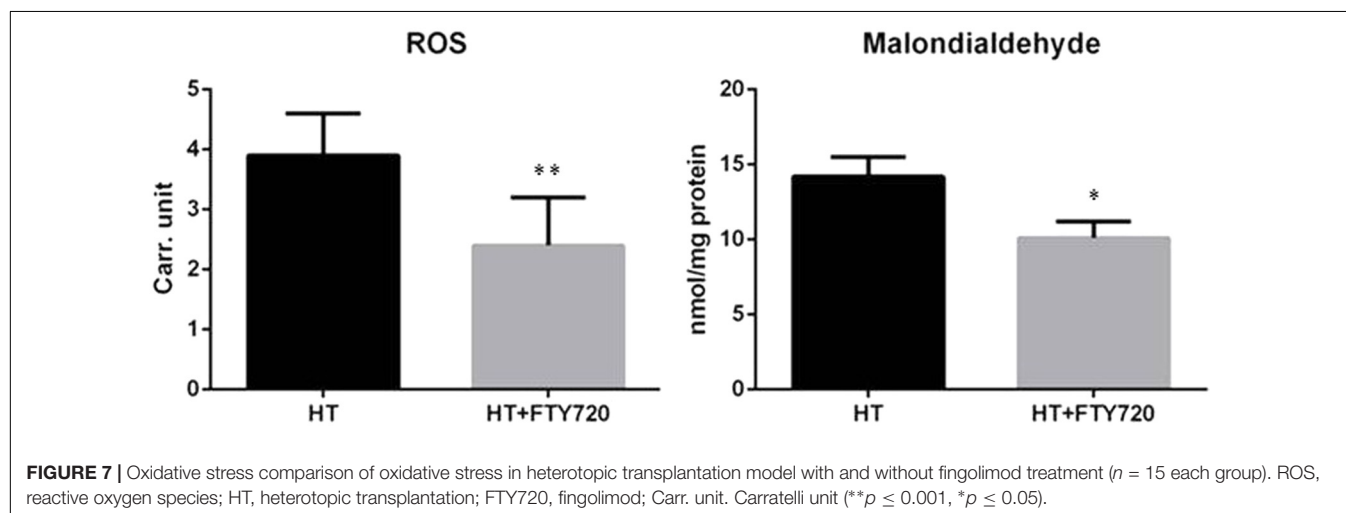 ROS
Malondialdehyde
5
4
3
2
1
0
Carr. unit
**
HT
HT+FTY720
20
15
10
5
0
nmol/mg protein
*
HT
HT+FTY720
FIGURE 7 | Oxidative stress comparison of oxidative stress in heterotopic transplantation model with and without fingolimod treatment (n = 15 each group). ROS,
reactive oxygen species; HT, heterotopic transplantation; FTY720, fingolimod; Carr. unit. Carratelli unit (**p ≤ 0.001, *p ≤ 0.05).